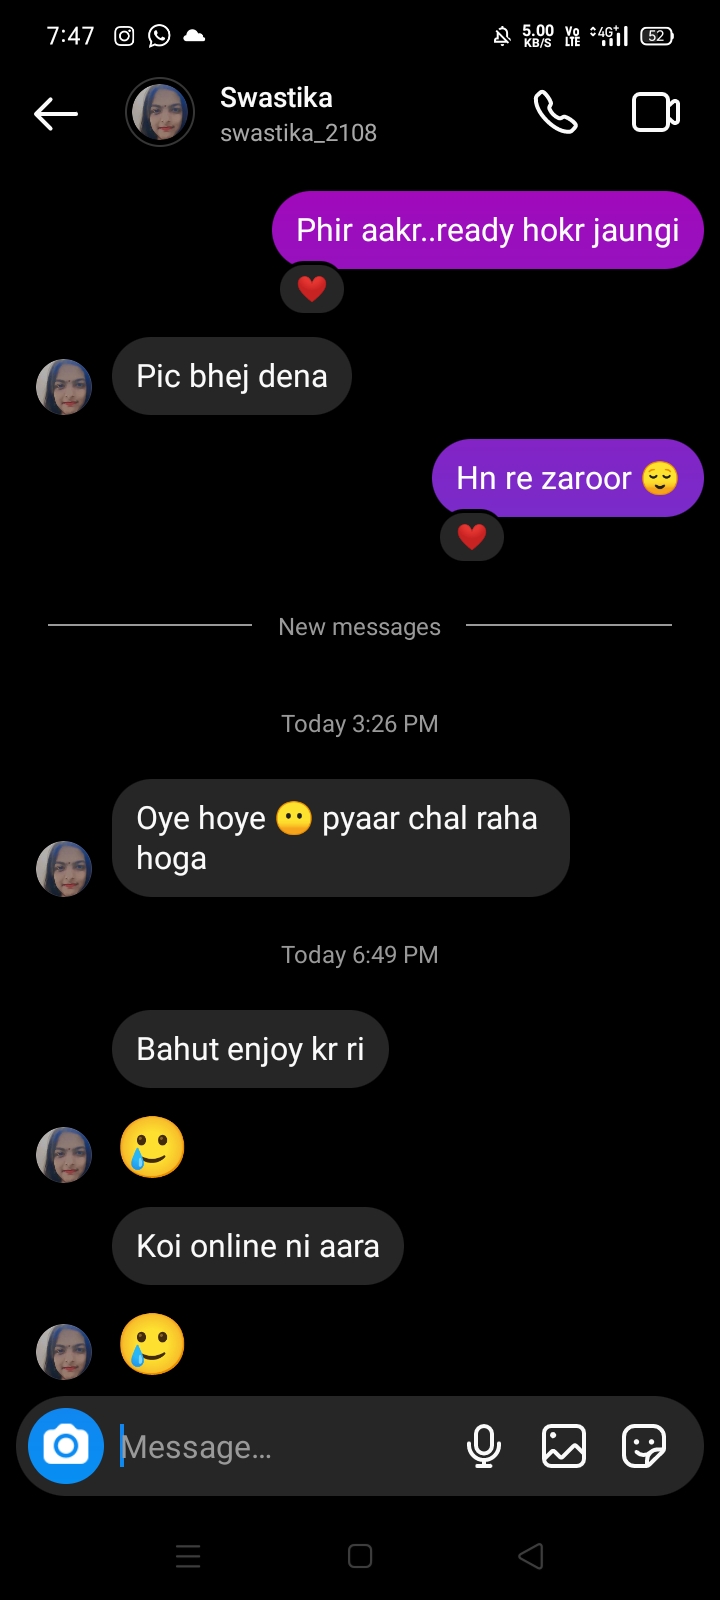 7:47
5.00 KB/S
Vo LTE
4G+
52
Swastika
swastika_2108
Phir aakr..ready hokr jaungi
❤️
Pic bhej dena
Hn re zaroor 😌
❤️
New messages
Today 3:26 PM
Oye hoye 😶 pyaar chal raha
hoga
Today 6:49 PM
Bahut enjoy kr ri
🥲
Koi online ni aara
🥲
Message...